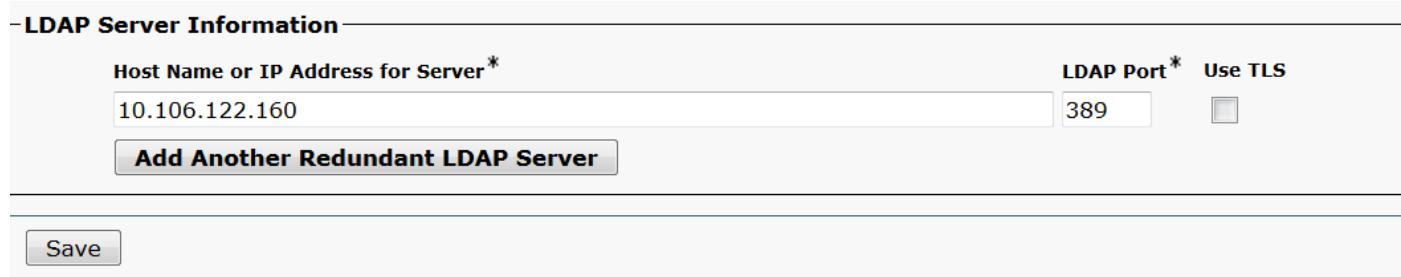 LDAP Server Information
Host Name or IP Address for Server* LDAP Port* Use TLS
10.106.122.160 389
Add Another Redundant LDAP Server
Save